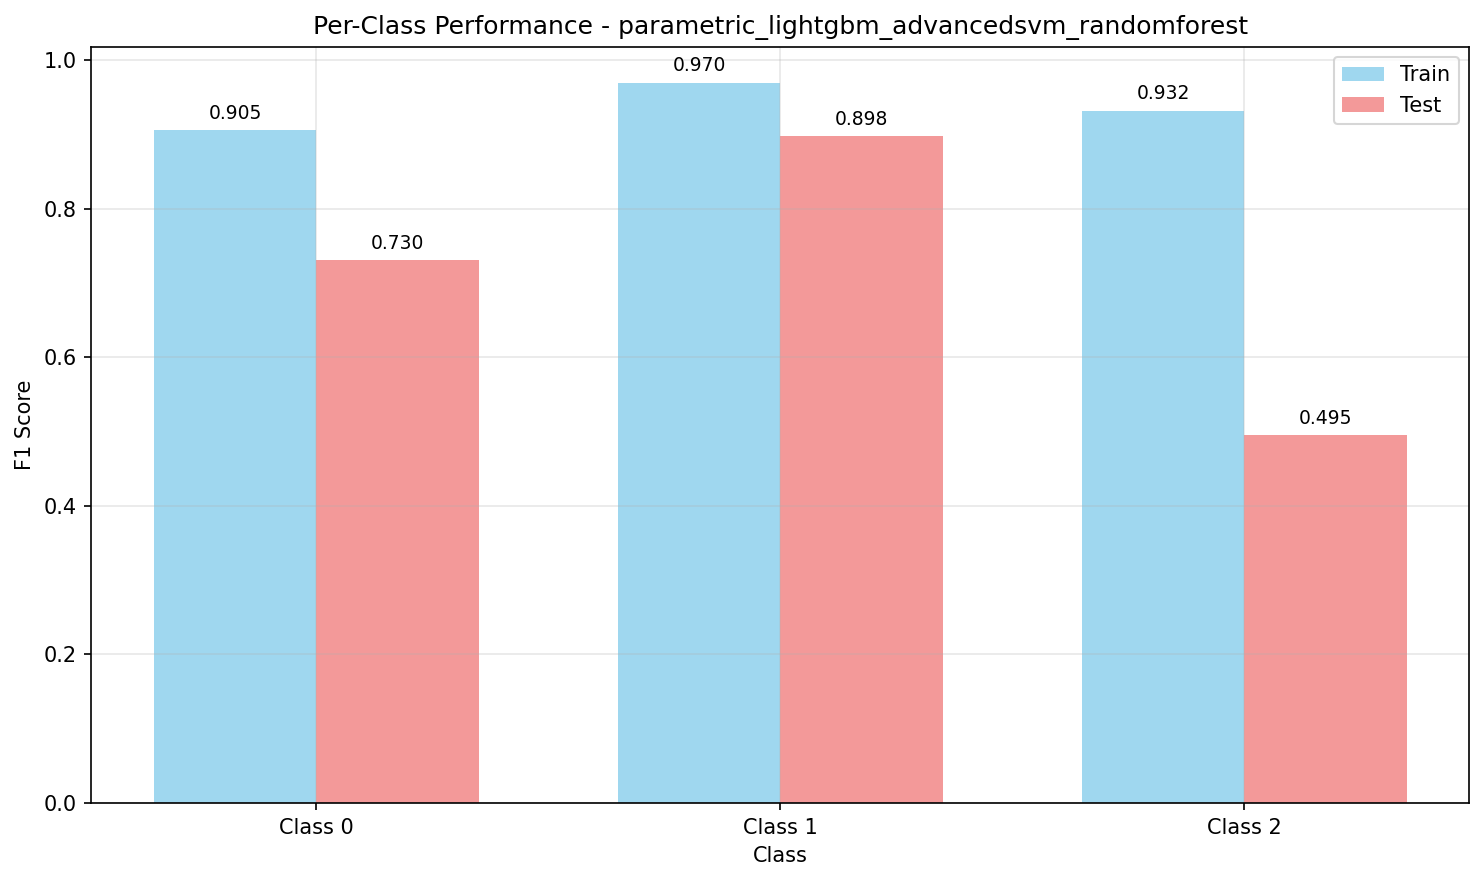 Per-Class Performance - parametric_lightgbm_advancedsvm_randomforest
Train
Test
F1 Score
1.0
0.8
0.6
0.4
0.2
0.0
0.905
0.730
0.970
0.898
0.932
0.495
Class 0
Class 1
Class 2
Class